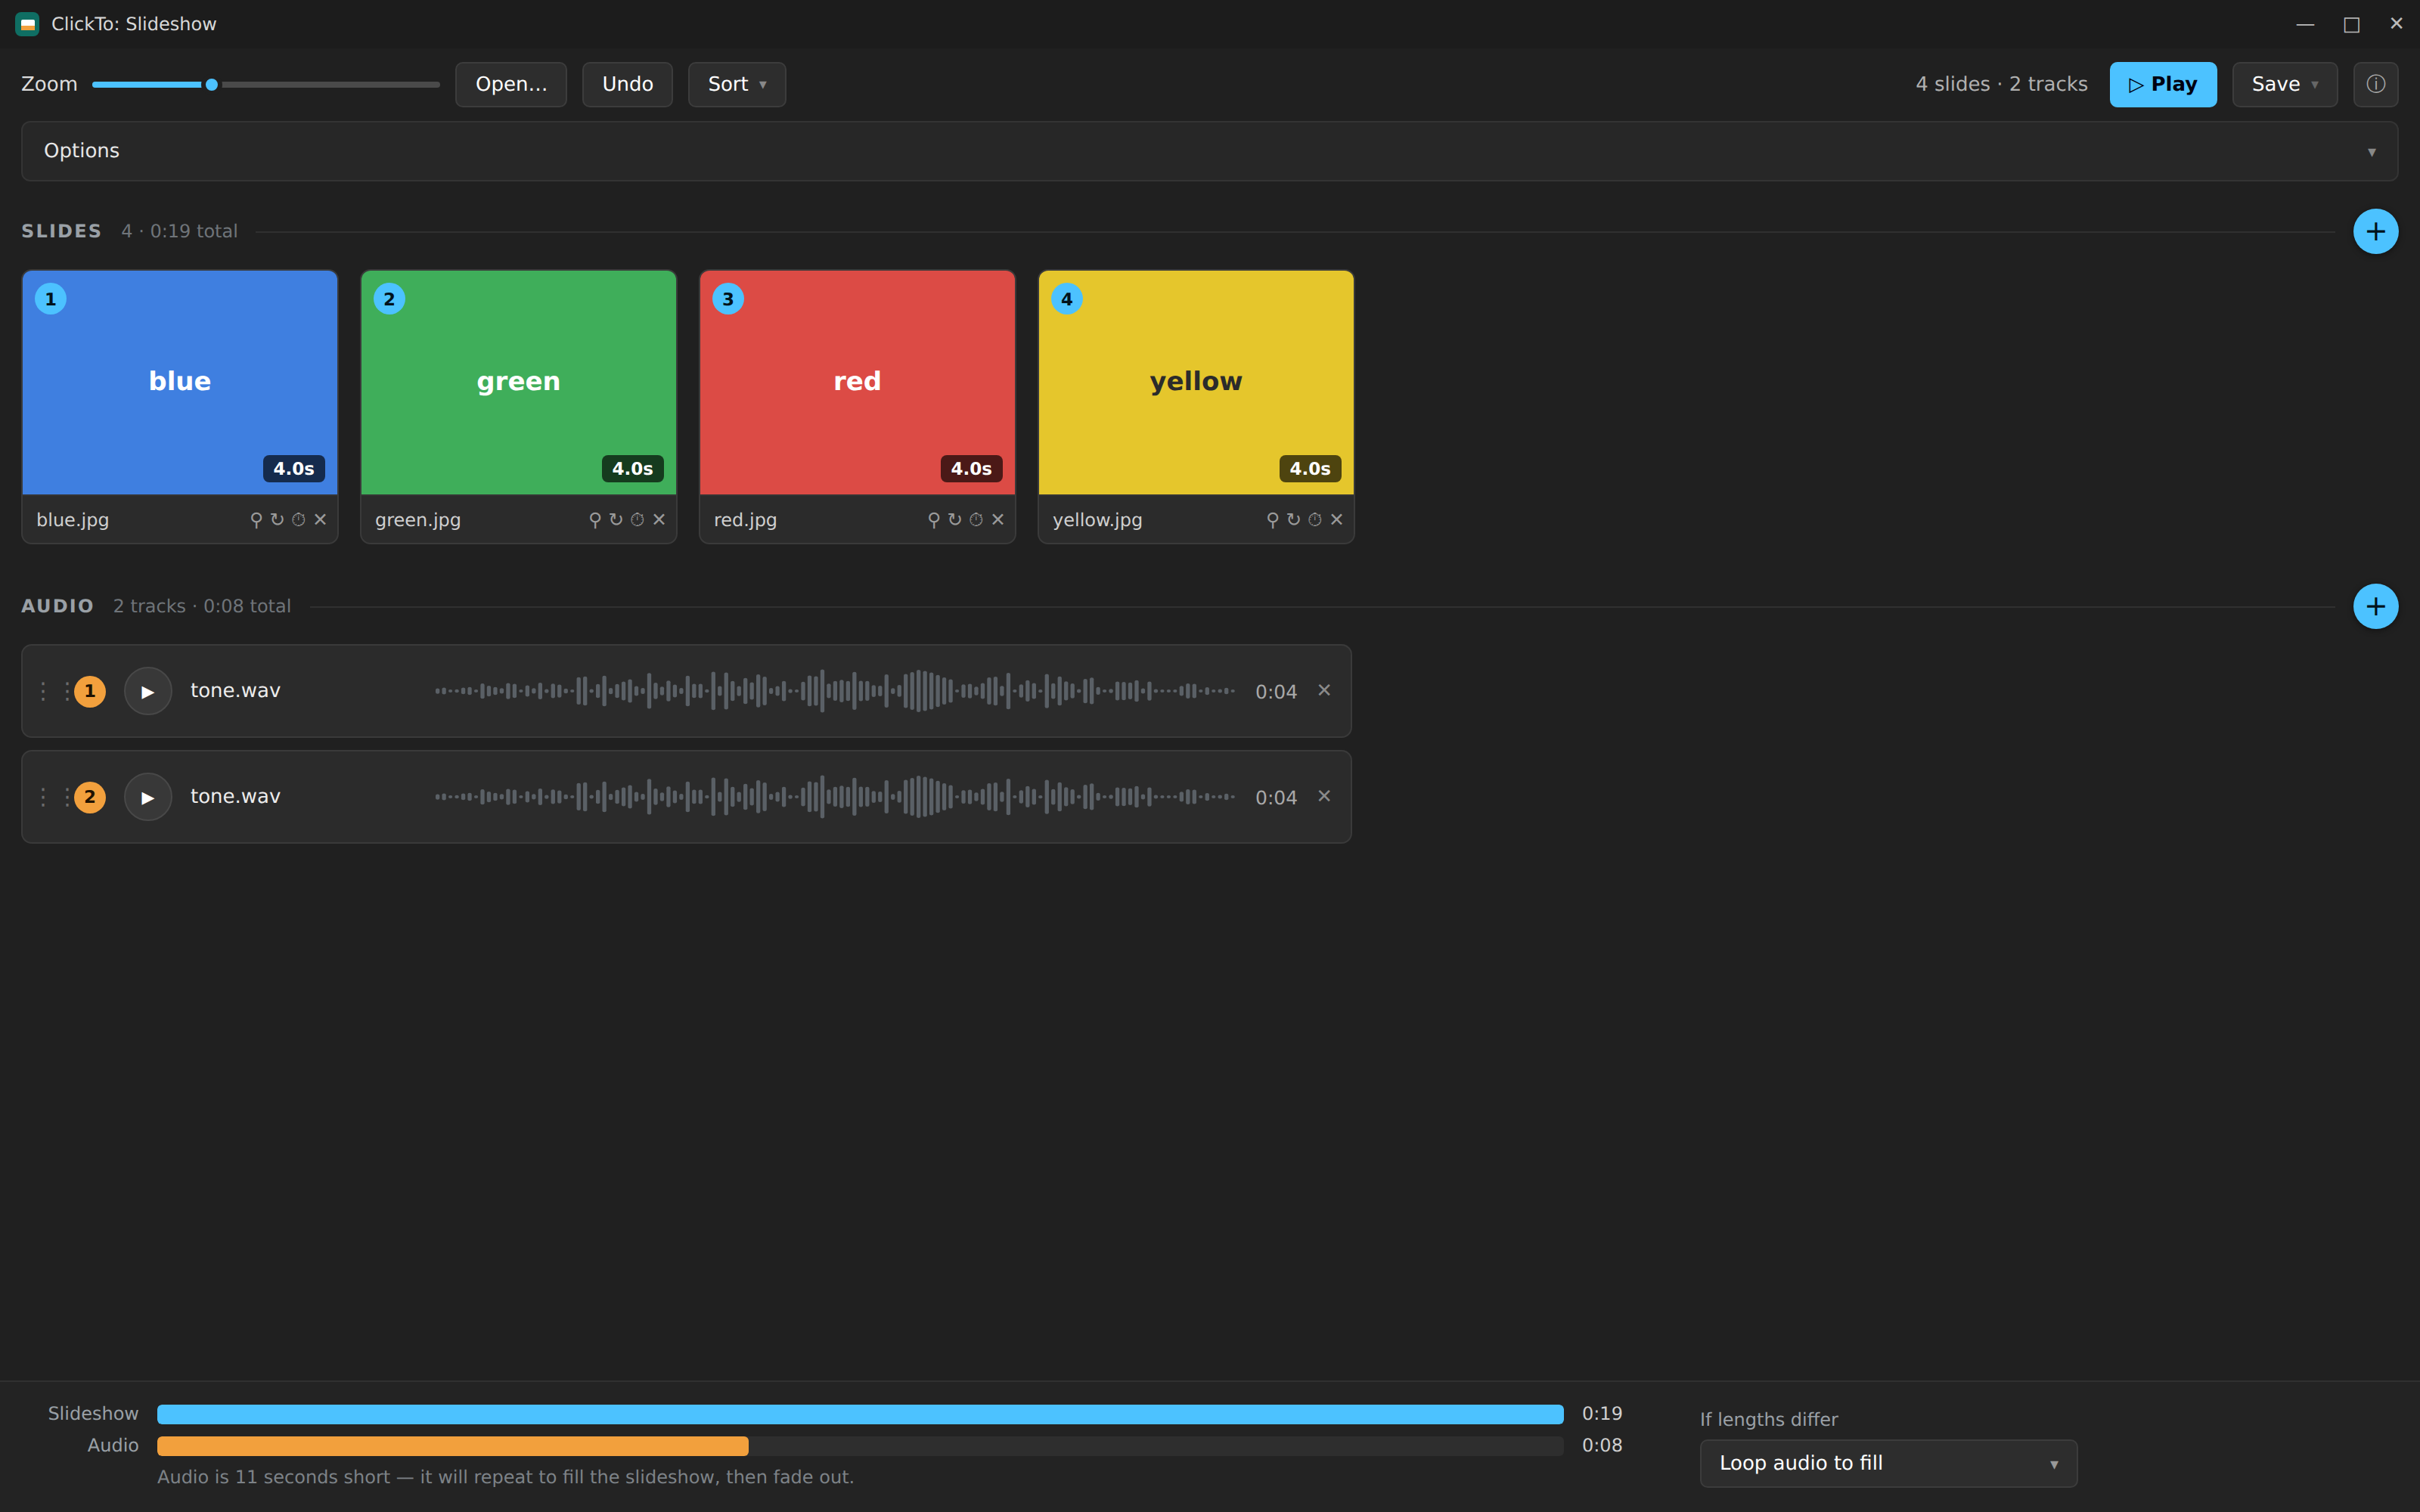 ClickTo: Slideshow
Zoom Open... Undo Sort 4 slides · 2 tracks Play Save
Options
SLIDES 4 · 0:19 total
1 2 3 4
blue green red yellow
4.0s 4.0s 4.0s 4.0s
blue.jpg green.jpg red.jpg yellow.jpg
AUDIO 2 tracks · 0:08 total
1 tone.wav 0:04
2 tone.wav 0:04
Slideshow 0:19
Audio 0:08
Audio is 11 seconds short — it will repeat to fill the slideshow, then fade out.
If lengths differ
Loop audio to fill